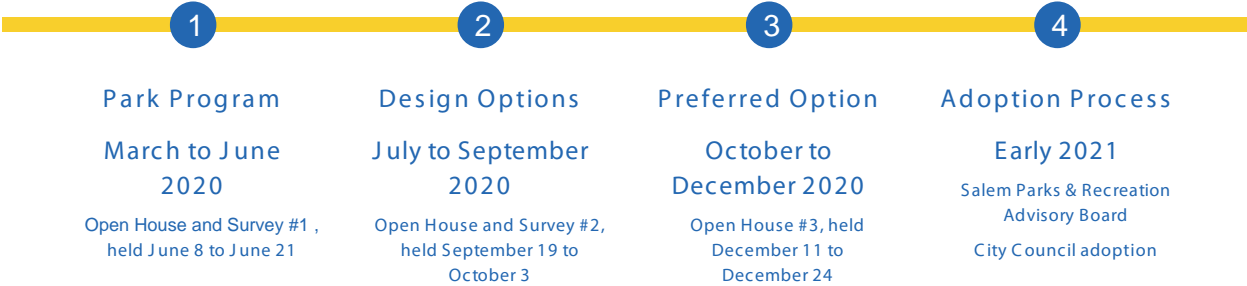 1
2
3
4
Park Program
March to June
2020
Open House and Survey #1 ,
held June 8 to June 21
Design Options
July to September
2020
Open House and Survey #2,
held September 19 to
October 3
Preferred Option
October to
December 2020
Open House #3, held
December 11 to
December 24
Adoption Process
Early 2021
Salem Parks & Recreation
Advisory Board
City Council adoption